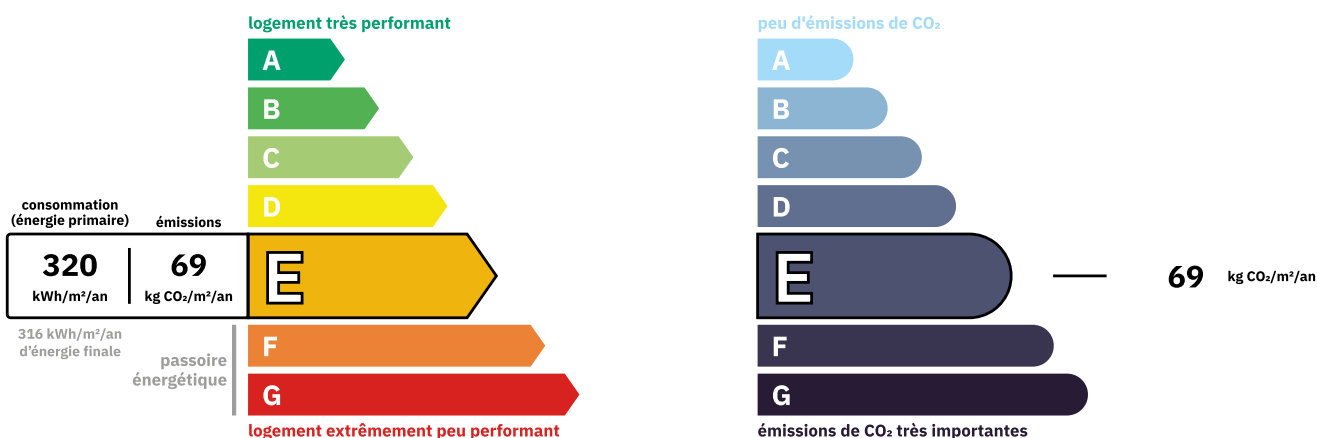 logement très performant
A
B
C
D
consommation
(énergie primaire)
émissions
320
kWh/m²/an
69
kg CO₂/m²/an
E
316 kWh/m²/an
d'énergie finale
passoire
énergétique
F
G
logement extrêmement peu performant
peu d'émissions de CO₂
A
B
C
D
E
69 kg CO₂/m²/an
F
G
émissions de CO₂ très importantes